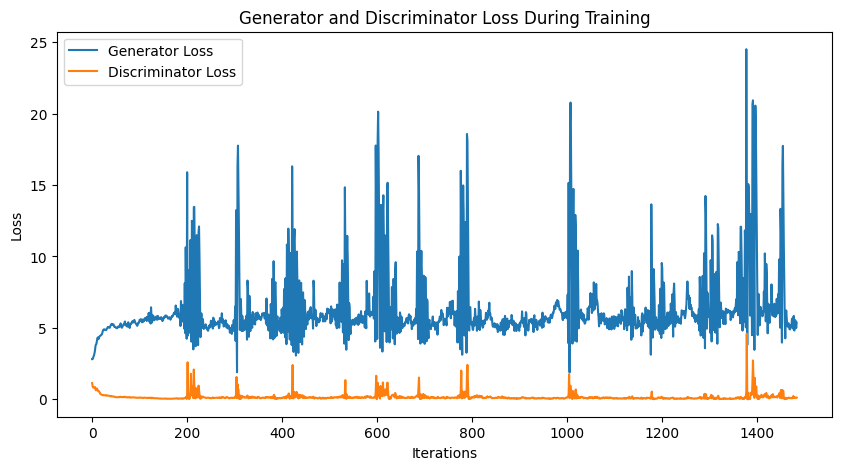 Generator and Discriminator Loss During Training
Generator Loss
Discriminator Loss
25
20
15
10
5
0
Loss
0 200 400 600 800 1000 1200 1400
Iterations